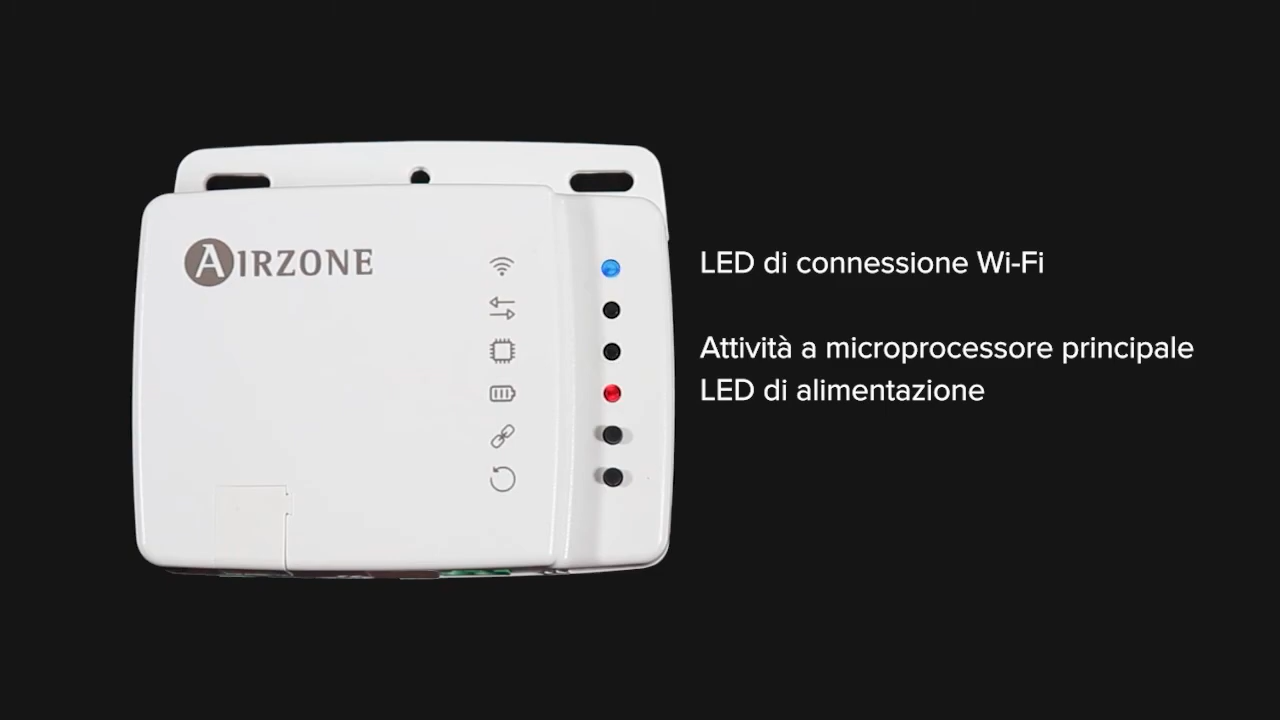 AIRZONE
LED di connessione Wi-Fi
Attività a microprocessore principale
LED di alimentazione